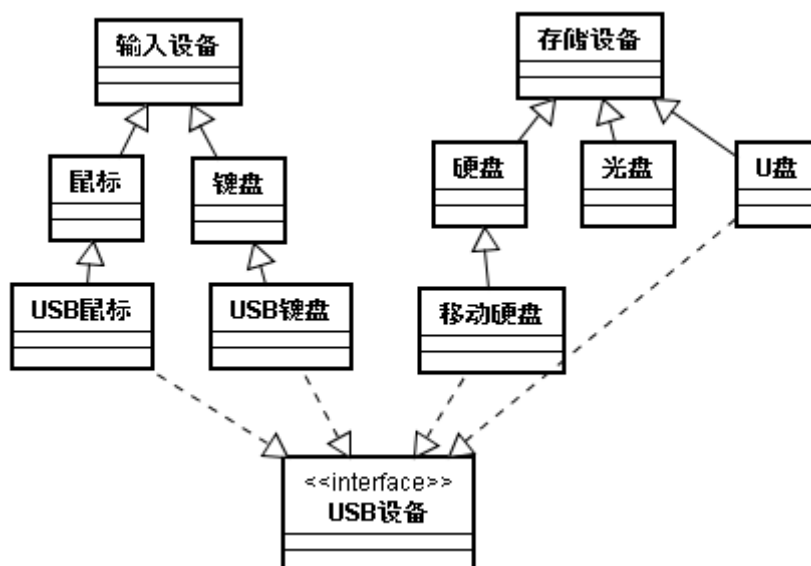 输入设备
存储设备
鼠标
键盘
硬盘
光盘
U盘
USB鼠标
USB键盘
移动硬盘
<<interface>>
USB设备